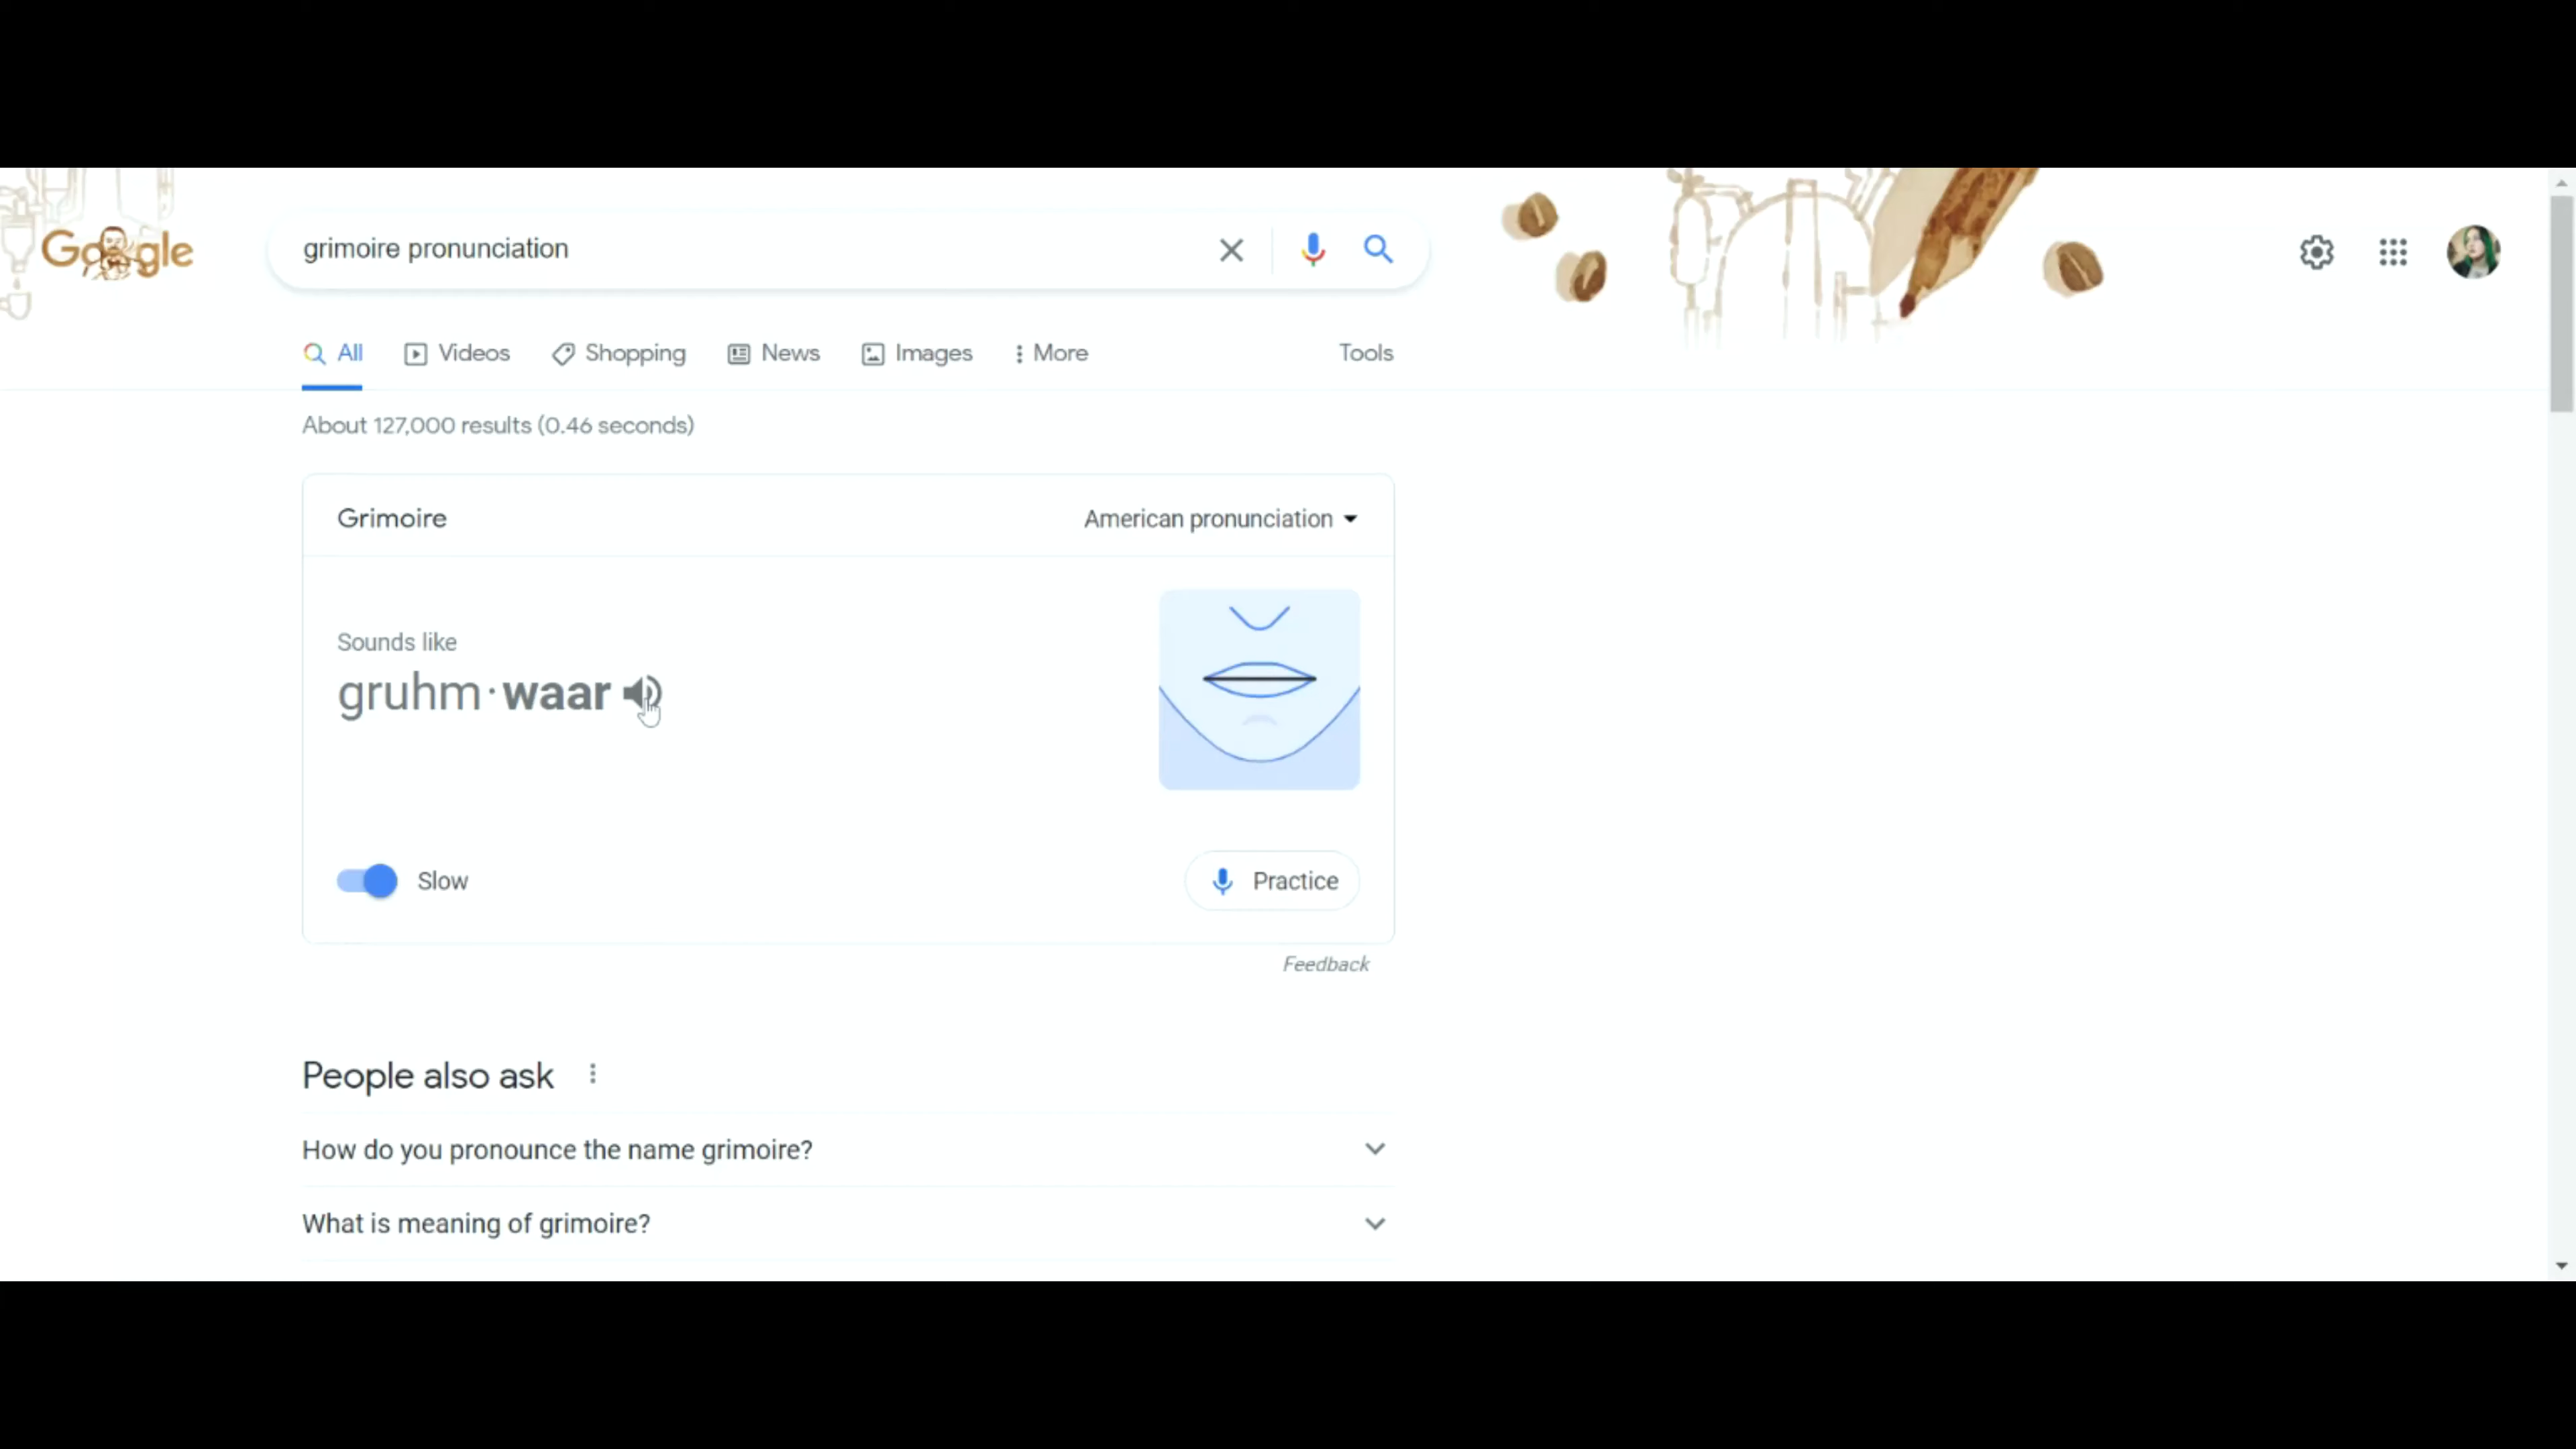 Google
grimoire pronunciation
All Videos Shopping News Images More Tools
About 127,000 results (0.46 seconds)
Grimoire American pronunciation
Sounds like
gruhm·waar
Slow Practice
Feedback
People also ask
How do you pronounce the name grimoire?
What is meaning of grimoire?